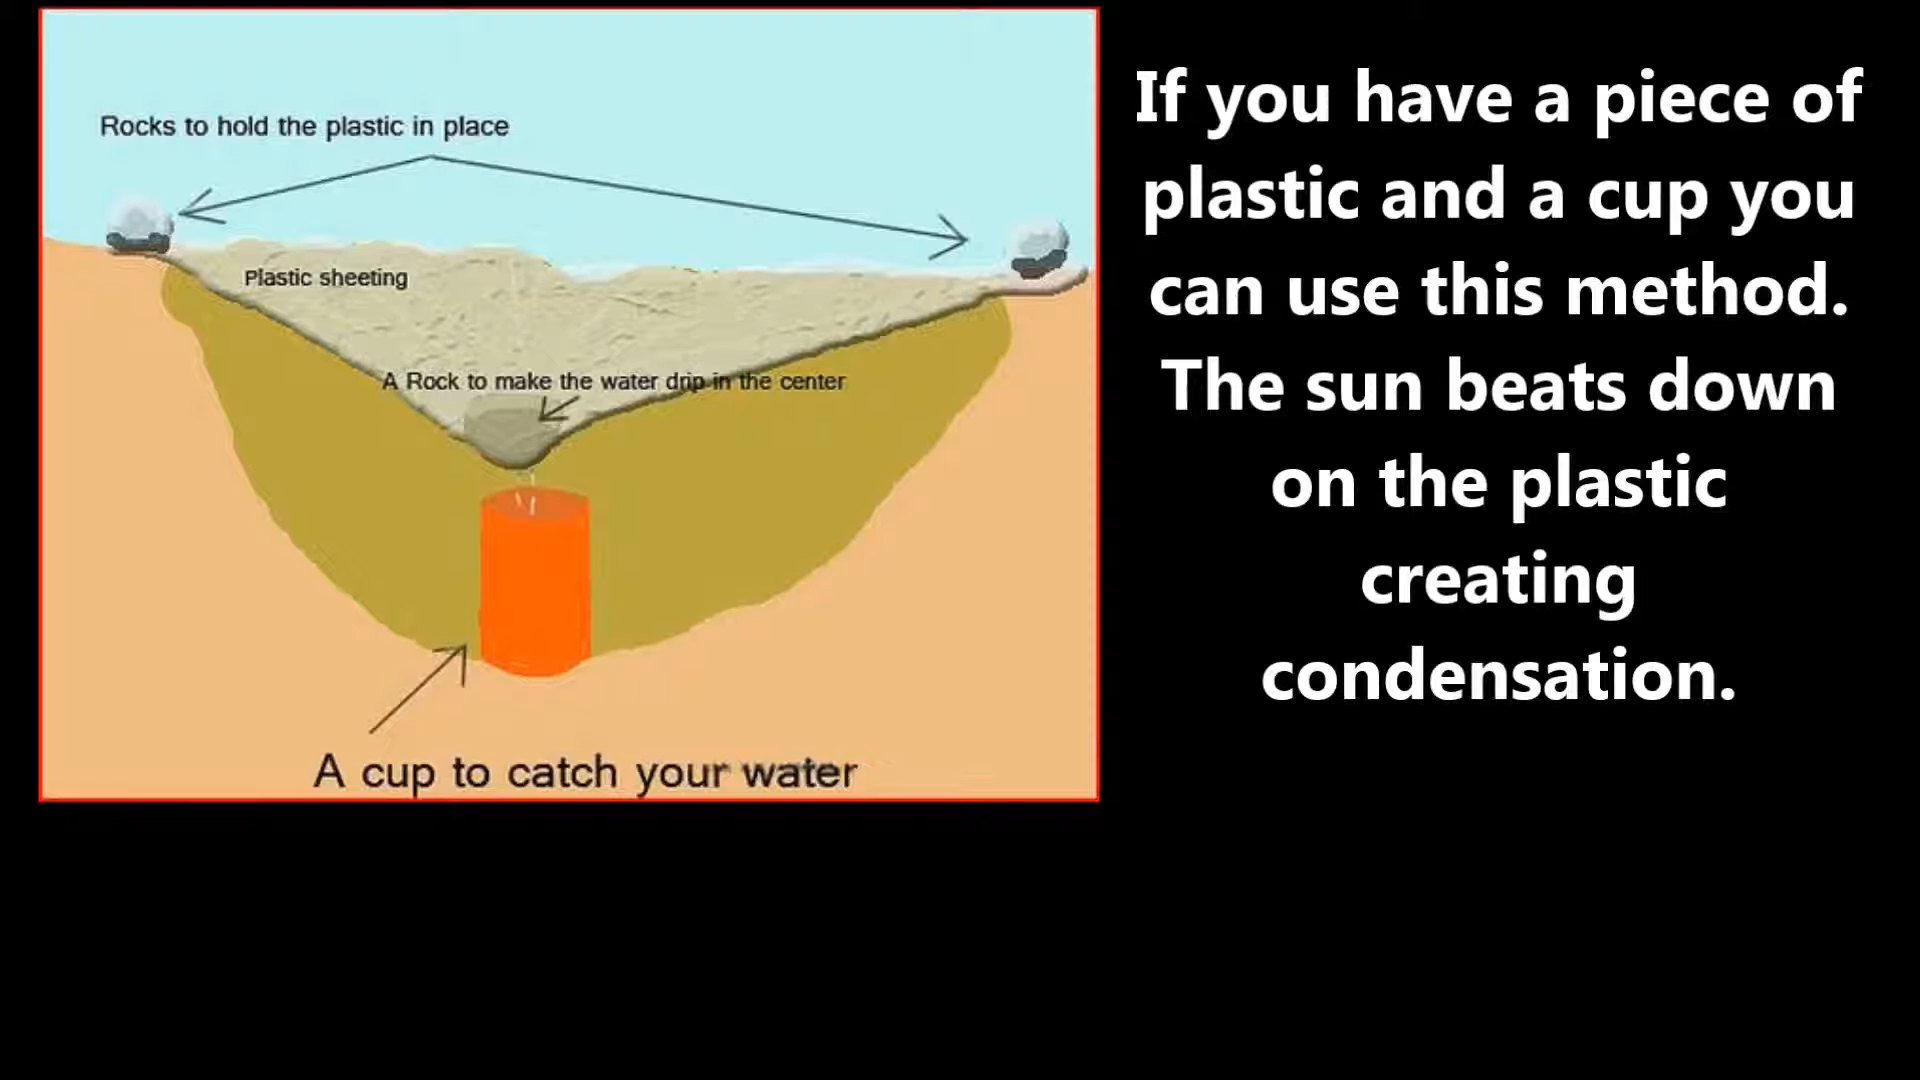 Rocks to hold the plastic in place
Plastic sheeting
A Rock to make the water drip in the center
A cup to catch your water
If you have a piece of
plastic and a cup you
can use this method.
The sun beats down
on the plastic
creating
condensation.